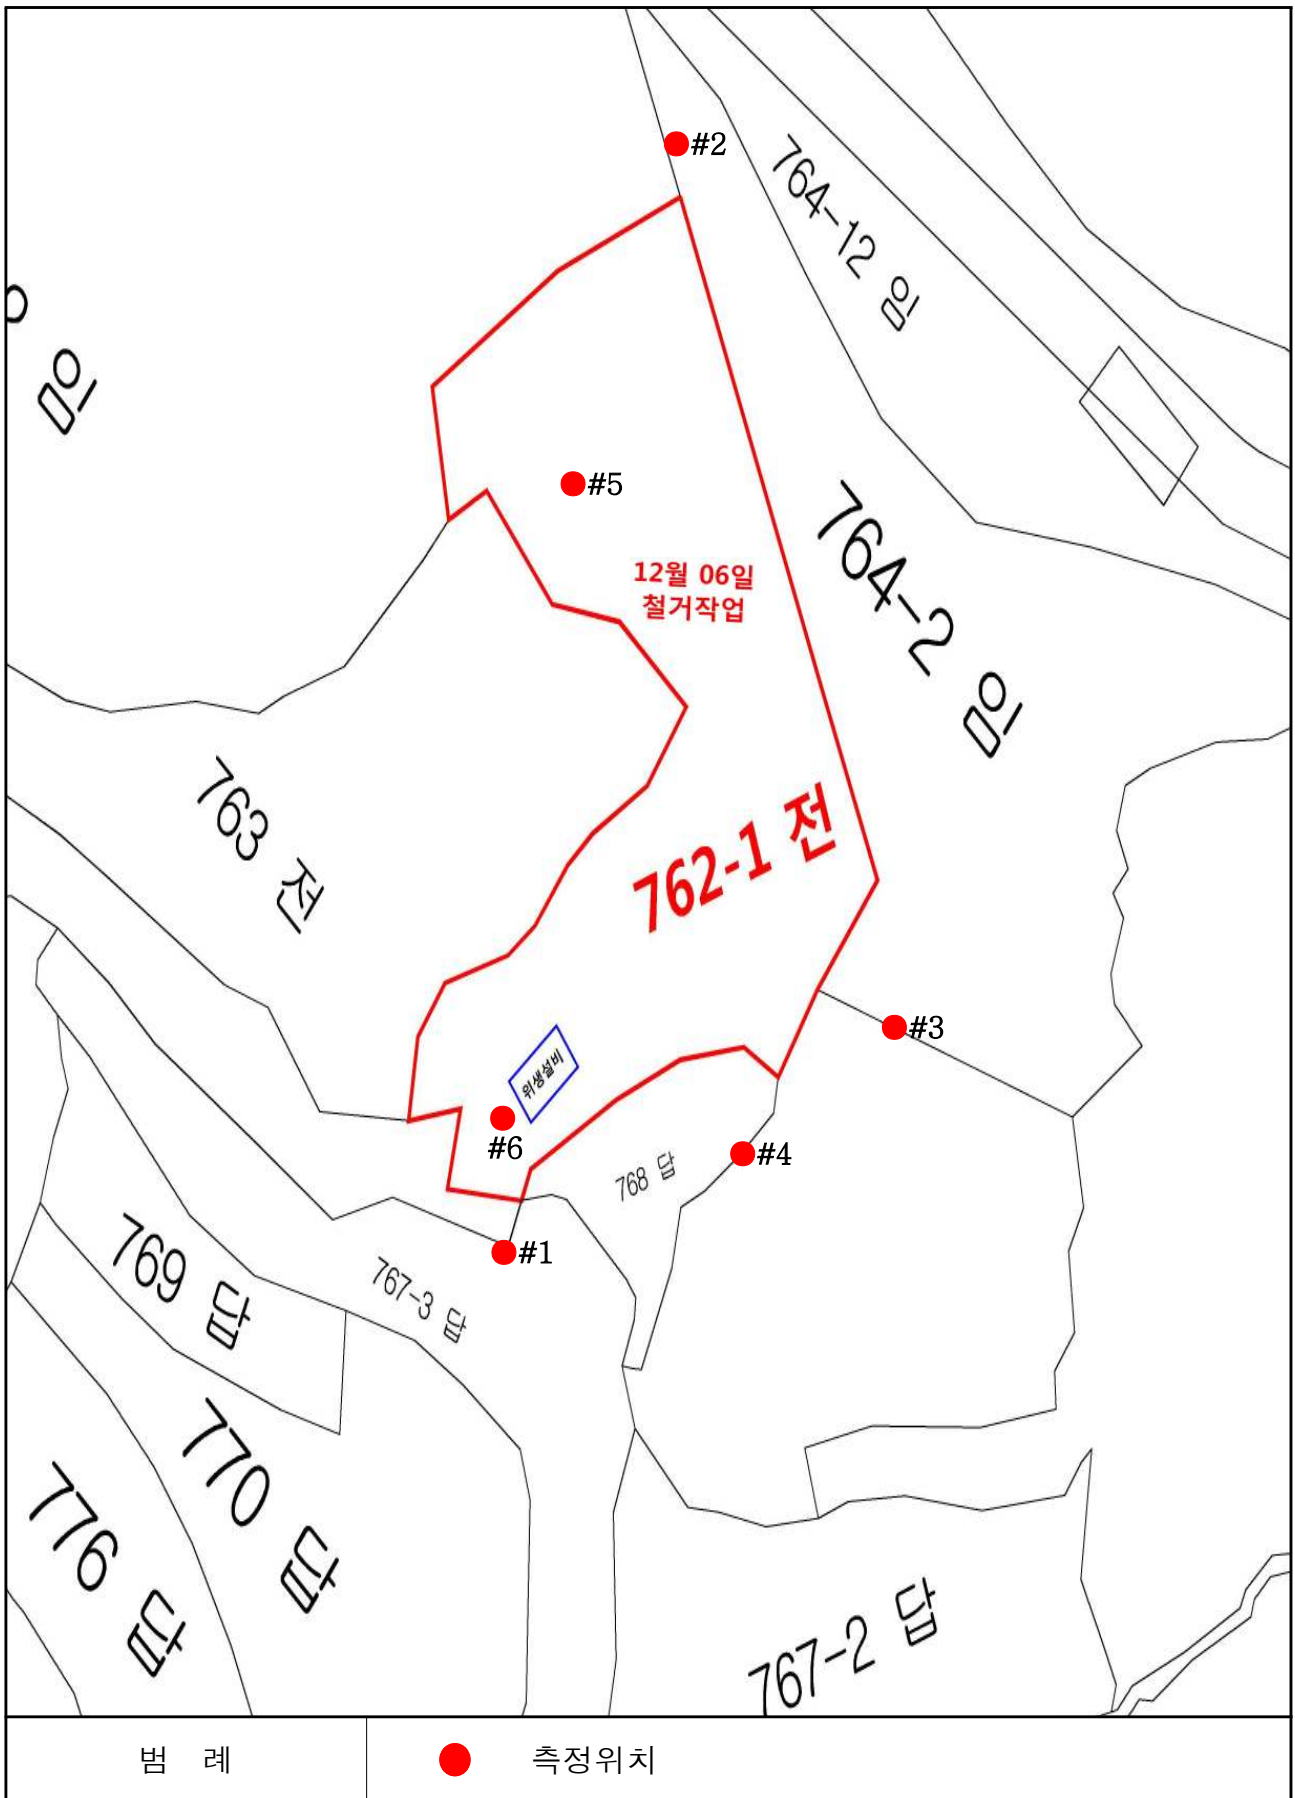 #2
764-12 임
임
#5
12월 06일
철거작업
764-2 임
763 전
762-1 전
#3
위생설비
#6
768 답
#4
#1
769 답
767-3 답
770 답
776 답
767-2 답
범 례
측정위치